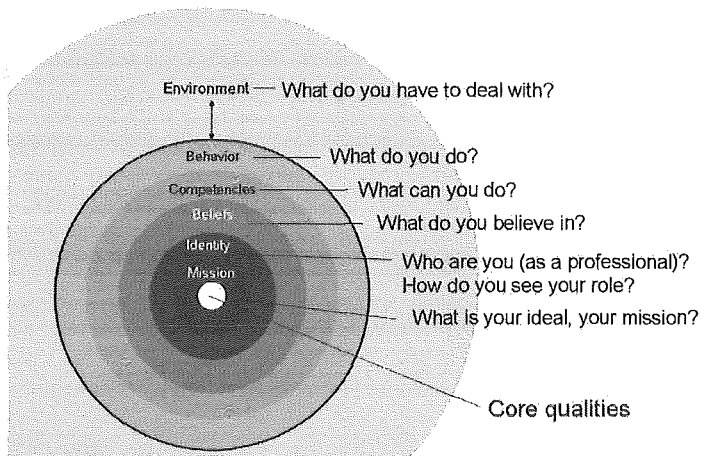 Environment
What do you have to deal with?
Behavior
What do you do?
Competencies
What can you do?
Beliefs
What do you believe in?
Identity
Who are you (as a professional)?
How do you see your role?
Mission
What is your ideal, your mission?
Core qualities